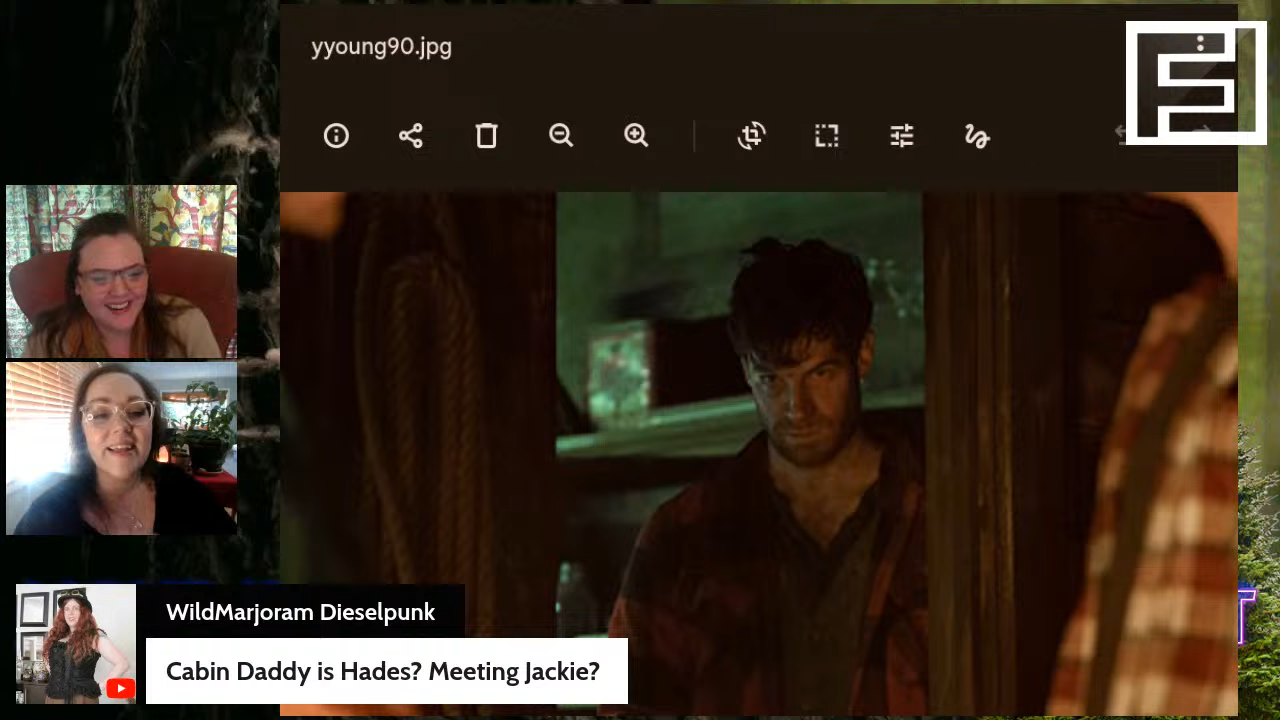 yyoung90.jpg
WildMarjoram Dieselpunk
Cabin Daddy is Hades? Meeting Jackie?